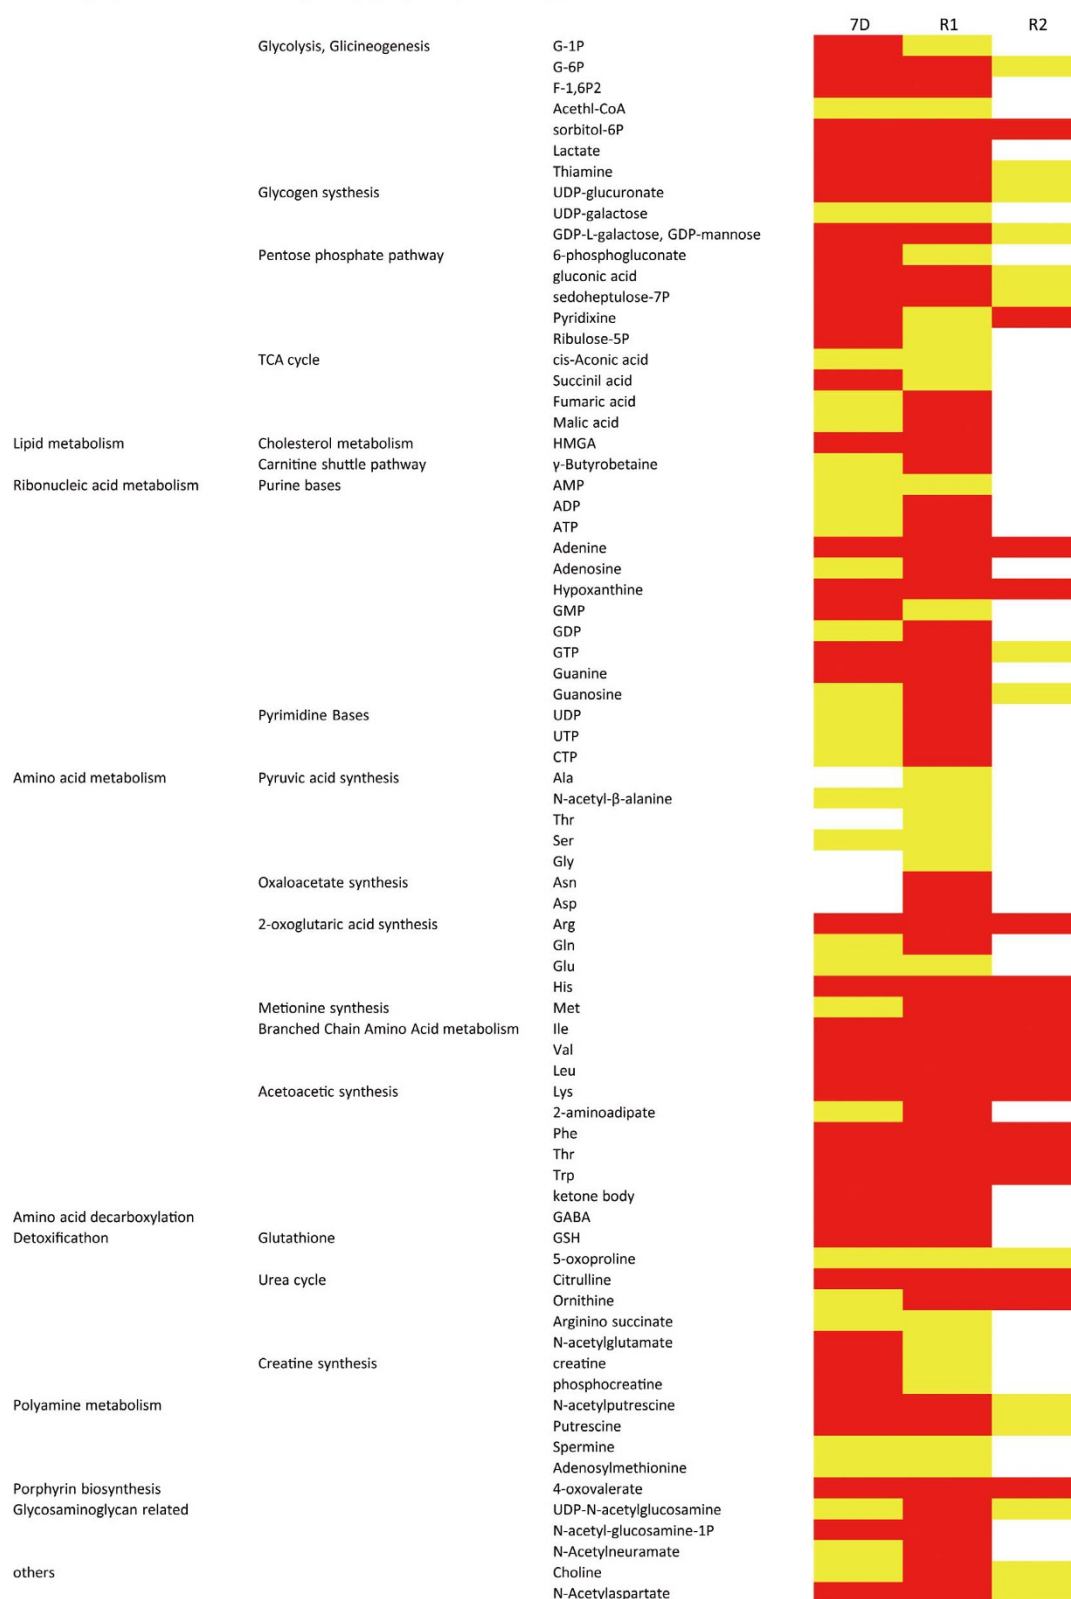 7D R1 R2
Glycolysis, Glicineogenesis G-1P
G-6P
F-1,6P2
Acethl-CoA
sorbitol-6P
Lactate
Thiamine
Glycogen systhesis UDP-glucuronate
UDP-galactose
GDP-L-galactose, GDP-mannose
Pentose phosphate pathway 6-phosphogluconate
gluconic acid
sedoheptulose-7P
Pyridixine
Ribulose-5P
TCA cycle cis-Aconic acid
Succinil acid
Fumaric acid
Malic acid
Lipid metabolism Cholesterol metabolism HMGA
Carnitine shuttle pathway γ-Butyrobetaine
Ribonucleic acid metabolism Purine bases AMP
ADP
ATP
Adenine
Adenosine
Hypoxanthine
GMP
GDP
GTP
Guanine
Guanosine
Pyrimidine Bases UDP
UTP
CTP
Amino acid metabolism Pyruvic acid synthesis Ala
N-acetyl-β-alanine
Thr
Ser
Gly
Oxaloacetate synthesis Asn
Asp
2-oxoglutaric acid synthesis Arg
Gln
Glu
His
Metionine synthesis Met
Branched Chain Amino Acid metabolism Ile
Val
Leu
Acetoacetic synthesis Lys
2-aminoadipate
Phe
Thr
Trp
ketone body
Amino acid decarboxylation GABA
Detoxificathon Glutathione GSH
5-oxoproline
Urea cycle Citrulline
Ornithine
Arginino succinate
N-acetylglutamate
Creatine synthesis creatine
phosphocreatine
Polyamine metabolism N-acetylputrescine
Putrescine
Spermine
Adenosylmethionine
Porphyrin biosynthesis 4-oxovalerate
Glycosaminoglycan related UDP-N-acetylglucosamine
N-acetyl-glucosamine-1P
N-Acetylneuramate
others Choline
N-Acetylaspartate